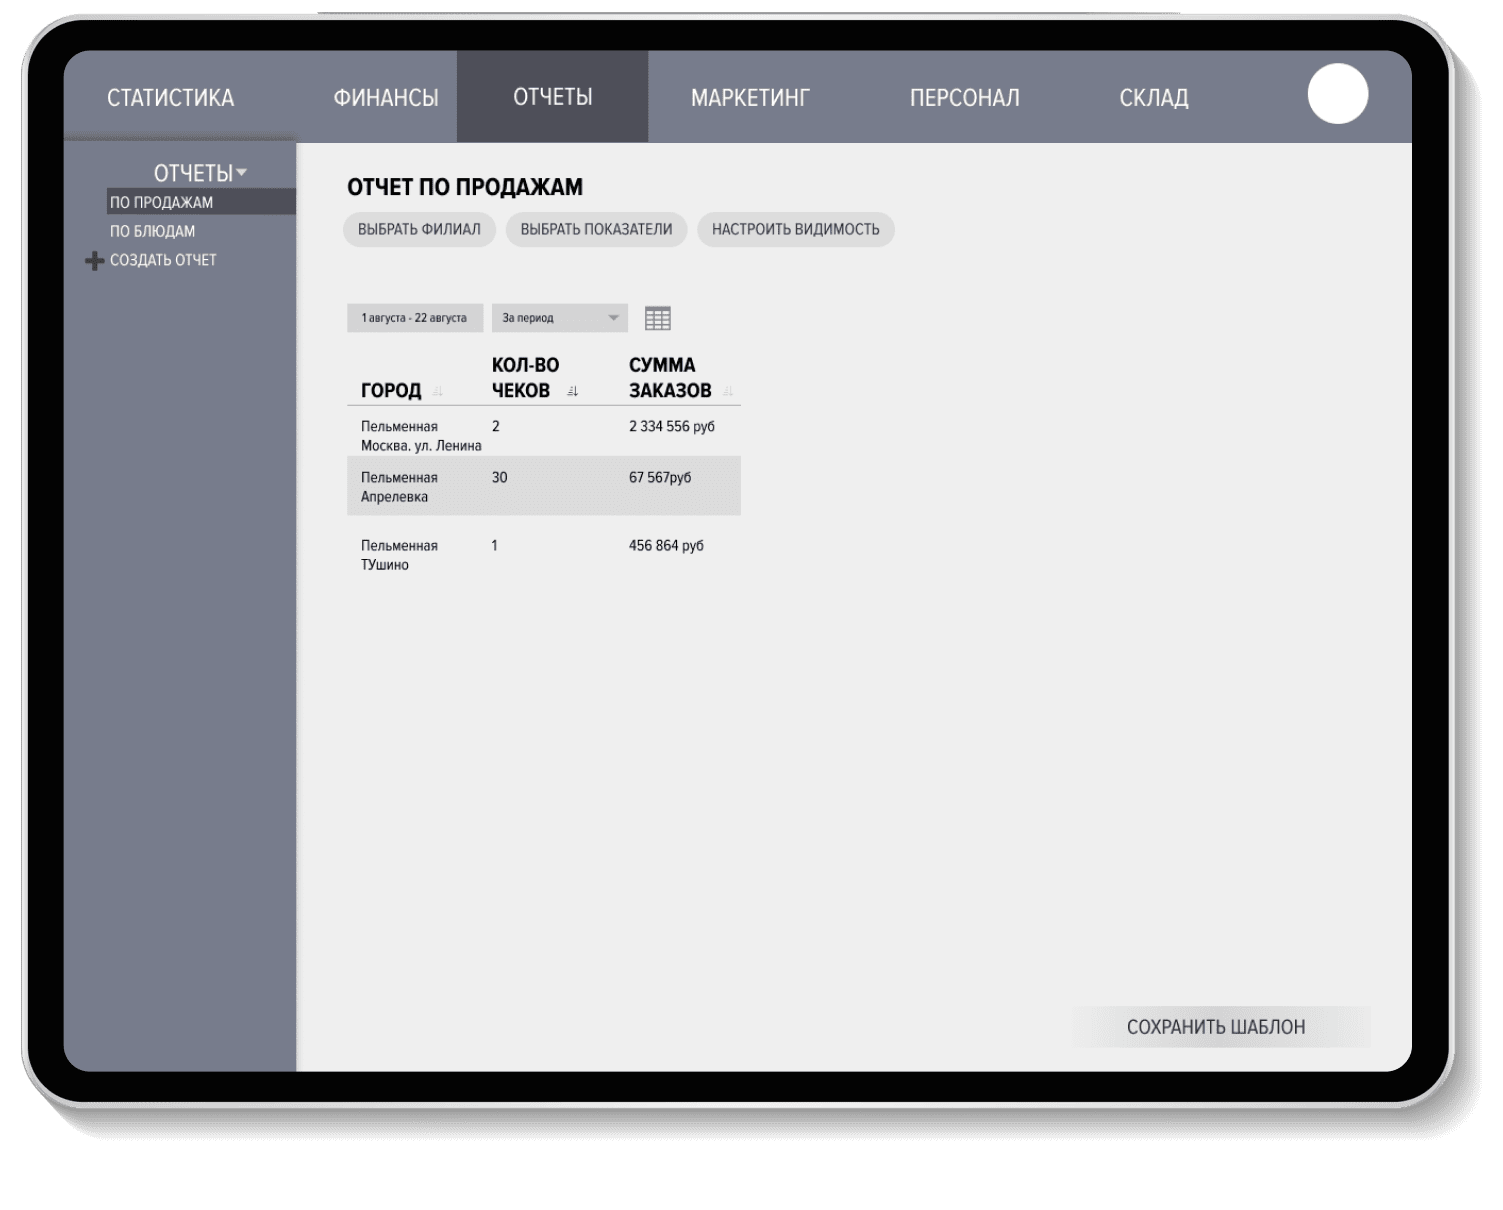 СТАТИСТИКА ФИНАНСЫ ОТЧЕТЫ МАРКЕТИНГ ПЕРСОНАЛ СКЛАД
ОТЧЕТЫ
ПО ПРОДАЖАМ
ПО БЛЮДАМ
СОЗДАТЬ ОТЧЕТ
ОТЧЕТ ПО ПРОДАЖАМ
ВЫБРАТЬ ФИЛИАЛ ВЫБРАТЬ ПОКАЗАТЕЛИ НАСТРОИТЬ ВИДИМОСТЬ
1 августа - 22 августа За период
КОЛ-ВО СУММА
ГОРОД ЧЕКОВ ЗАКАЗОВ
Пельменная 2 2 334 556 руб
Москва. ул. Ленина
Пельменная 30 67 567руб
Апрелевка
Пельменная 1 456 864 руб
ТУшино
СОХРАНИТЬ ШАБЛОН